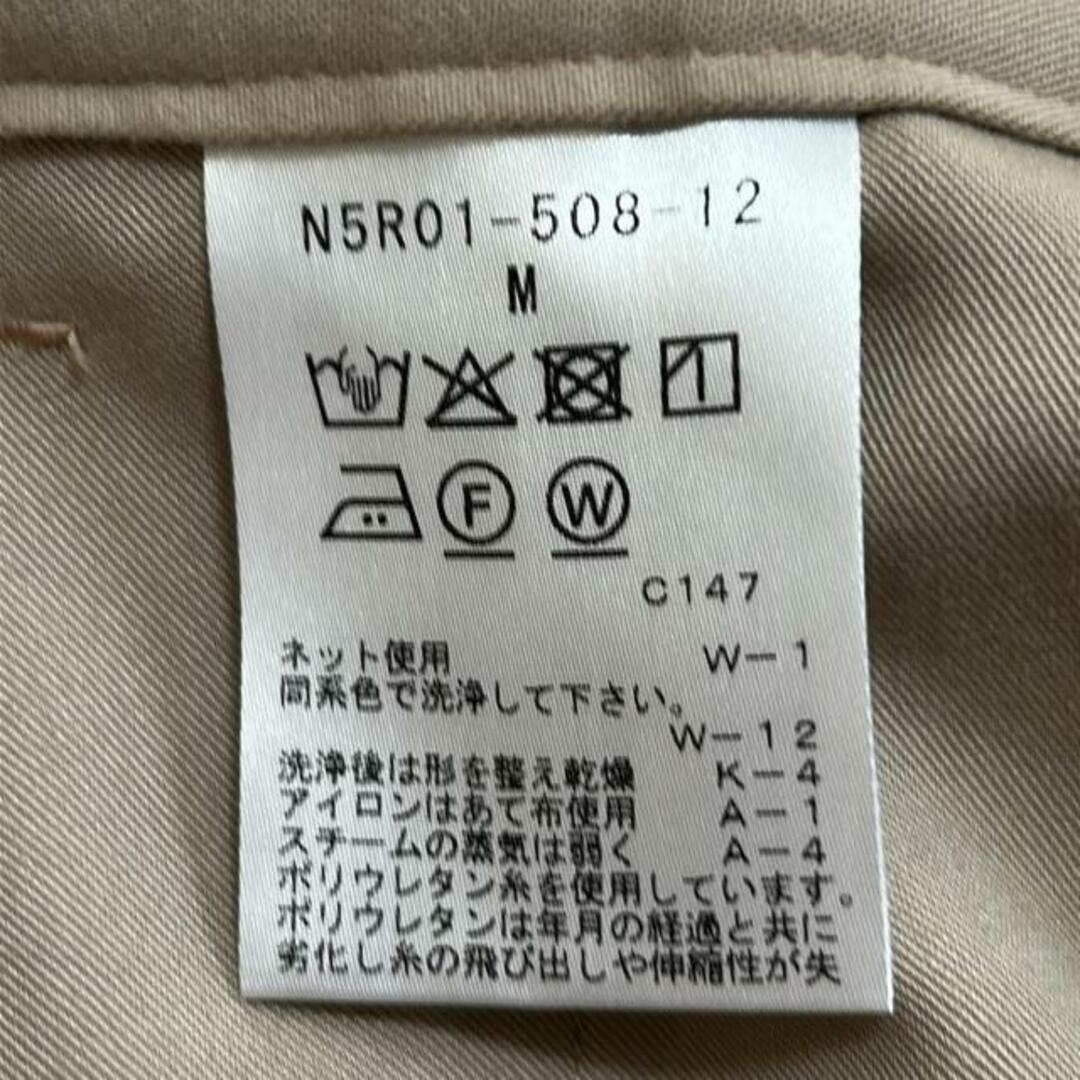 N5R01-508-12
M
F W
C147
ネット使用 W-1
同系色で洗浄して下さい。
W-12
洗浄後は形を整え乾燥 K-4
アイロンはあて布使用 A-1
スチームの蒸気は弱く A-4
ポリウレタン糸を使用しています。
ポリウレタンは年月の経過と共に
劣化し糸の飛び出しや伸縮性が失